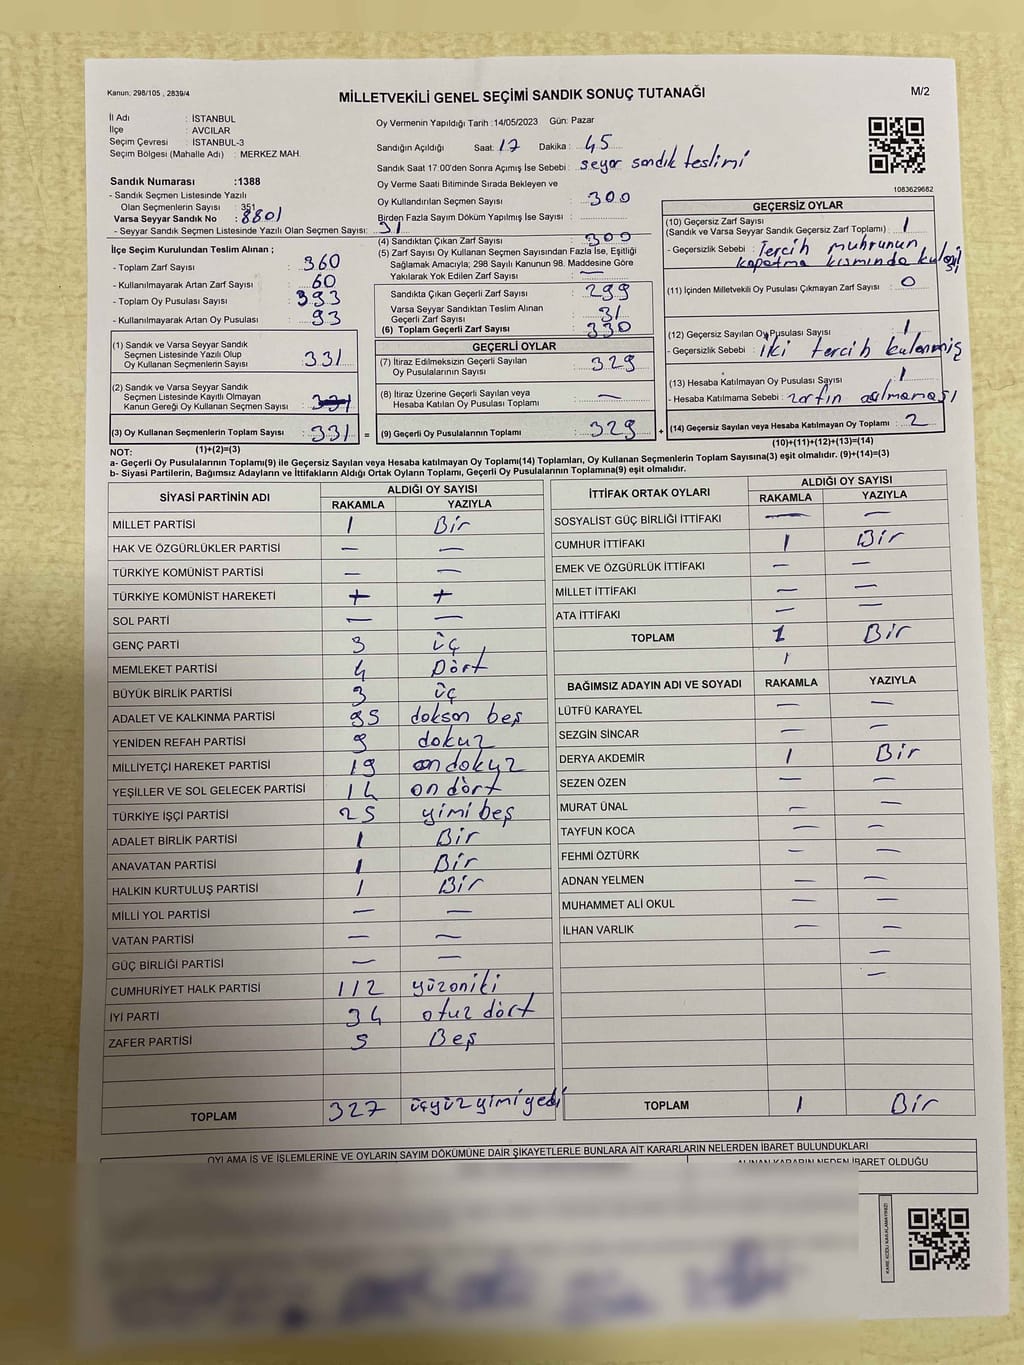 Kanun: 298/105 , 2839/4
MİLLETVEKİLİ GENEL SEÇİMİ SANDIK SONUÇ TUTANAĞI
M/2
İl Adı : İSTANBUL
İlçe : AVCILAR
Seçim Çevresi : İSTANBUL-3
Seçim Bölgesi (Mahalle Adı) : MERKEZ MAH.
Sandık Numarası :1388
- Sandık Seçmen Listesinde Yazılı
Olan Seçmenlerin Sayısı : 351
Varsa Seyyar Sandık No : 8801
- Seyyar Sandık Seçmen Listesinde Yazılı Olan Seçmen Sayısı: 31
Oy Vermenin Yapıldığı Tarih :14/05/2023 Gün: Pazar
Sandığın Açıldığı Saat: 17 Dakika : 45
Sandık Saat 17:00'den Sonra Açımış İse Sebebi : seyar sandık teslimi
Oy Verme Saati Bitiminde Sırada Bekleyen ve
Oy Kullandırılan Seçmen Sayısı : 300
Birden Fazla Sayım Döküm Yapılmış İse Sayısı :
(4) Sandıktan Çıkan Zarf Sayısı : 300
(5) Zarf Sayısı Oy Kullanan Seçmen Sayısından Fazla İse, Eşitliği
Sağlamak Amacıyla; 298 Sayılı Kanunun 98. Maddesine Göre
Yakılarak Yok Edilen Zarf Sayısı : —
Sandıkta Çıkan Geçerli Zarf Sayısı : 299
Varsa Seyyar Sandıktan Teslim Alınan
Geçerli Zarf Sayısı : 31
(6) Toplam Geçerli Zarf Sayısı : 330
1083629682
GEÇERSİZ OYLAR
(10) Geçersiz Zarf Sayısı
(Sandık ve Varsa Seyyar Sandık Geçersiz Zarf Toplamı) : 1
- Geçersizlik Sebebi : Tercih muhrunun
kapatma kısmında
(11) İçinden Milletvekili Oy Pusulası Çıkmayan Zarf Sayısı : 0
(12) Geçersiz Sayılan Oy Pusulası Sayısı : 1
- Geçersizlik Sebebi : iki tercih kulenmiş
(13) Hesaba Katılmayan Oy Pusulası Sayısı : 1
- Hesaba Katılmama Sebebi : zarfın açılmaması
(14) Geçersiz Sayılan veya Hesaba Katılmayan Oy Toplamı : 2
(10)+(11)+(12)+(13)=(14)
İlçe Seçim Kurulundan Teslim Alınan ;
- Toplam Zarf Sayısı : 360
- Kullanılmayarak Artan Zarf Sayısı : 60
- Toplam Oy Pusulası Sayısı : 393
- Kullanılmayarak Artan Oy Pusulası : 93
(1) Sandık ve Varsa Seyyar Sandık
Seçmen Listesinde Yazılı Olup
Oy Kullanan Seçmenlerin Sayısı : 331
(2) Sandık ve Varsa Seyyar Sandık
Seçmen Listesinde Kayıtlı Olmayan
Kanun Gereği Oy Kullanan Seçmen Sayısı : 331
(3) Oy Kullanan Seçmenlerin Toplam Sayısı : 331 =
(1)+(2)=(3)
GEÇERLİ OYLAR
(7) İtiraz Edilmeksizin Geçerli Sayılan
Oy Pusulalarının Sayısı : 329
(8) İtiraz Üzerine Geçerli Sayılan veya
Hesaba Katılan Oy Pusulası Toplamı : —
(9) Geçerli Oy Pusulalarının Toplamı : 329 +
NOT:
a- Geçerli Oy Pusulalarının Toplamı(9) ile Geçersiz Sayılan veya Hesaba katılmayan Oy Toplamı(14) Toplamları, Oy Kullanan Seçmenlerin Toplam Sayısına(3) eşit olmalıdır. (9)+(14)=(3)
b- Siyasi Partilerin, Bağımsız Adayların ve İttifakların Aldığı Ortak Oyların Toplamı, Geçerli Oy Pusulalarının Toplamına(9) eşit olmalıdır.
SİYASİ PARTİNİN ADI ALDIĞI OY SAYISI
RAKAMLA YAZIYLA
MİLLET PARTİSİ 1 Bir
HAK VE ÖZGÜRLÜKLER PARTİSİ — —
TÜRKİYE KOMÜNİST PARTİSİ — —
TÜRKİYE KOMÜNİST HAREKETİ + +
SOL PARTİ — —
GENÇ PARTİ 3 üç
MEMLEKET PARTİSİ 4 Dört
BÜYÜK BİRLİK PARTİSİ 3 üç
ADALET VE KALKINMA PARTİSİ 95 dokson beş
YENİDEN REFAH PARTİSİ 9 dokuz
MİLLİYETÇİ HAREKET PARTİSİ 19 on dokuz
YEŞİLLER VE SOL GELECEK PARTİSİ 14 on dört
TÜRKİYE İŞÇİ PARTİSİ 25 yimi beş
ADALET BİRLİK PARTİSİ 1 Bir
ANAVATAN PARTİSİ 1 Bir
HALKIN KURTULUŞ PARTİSİ 1 Bir
MİLLİ YOL PARTİSİ — —
VATAN PARTİSİ — —
GÜÇ BİRLİĞİ PARTİSİ — —
CUMHURİYET HALK PARTİSİ 112 yüzoniki
İYİ PARTİ 34 otuz dört
ZAFER PARTİSİ 5 Beş
TOPLAM 327 üçyüz yimi yedi
İTTİFAK ORTAK OYLARI ALDIĞI OY SAYISI
RAKAMLA YAZIYLA
SOSYALİST GÜÇ BİRLİĞİ İTTİFAKI — —
CUMHUR İTTİFAKI 1 Bir
EMEK VE ÖZGÜRLÜK İTTİFAKI — —
MİLLET İTTİFAKI — —
ATA İTTİFAKI — —
TOPLAM 1 Bir
1
BAĞIMSIZ ADAYIN ADI VE SOYADI RAKAMLA YAZIYLA
LÜTFÜ KARAYEL — —
SEZGİN SİNCAR — —
DERYA AKDEMİR 1 Bir
SEZEN ÖZEN — —
MURAT ÜNAL — —
TAYFUN KOCA — —
FEHMİ ÖZTÜRK — —
ADNAN YELMEN — —
MUHAMMET ALİ OKUL — —
İLHAN VARLIK — —
—
—
TOPLAM 1 Bir
OYLAMA İŞ VE İŞLEMLERİNE VE OYLARIN SAYIM DÖKÜMÜNE DAİR ŞİKAYETLERLE BUNLARA AİT KARARLARIN NELERDEN İBARET BULUNDUKLARI
ALINAN KARARIN NEDEN İBARET OLDUĞU